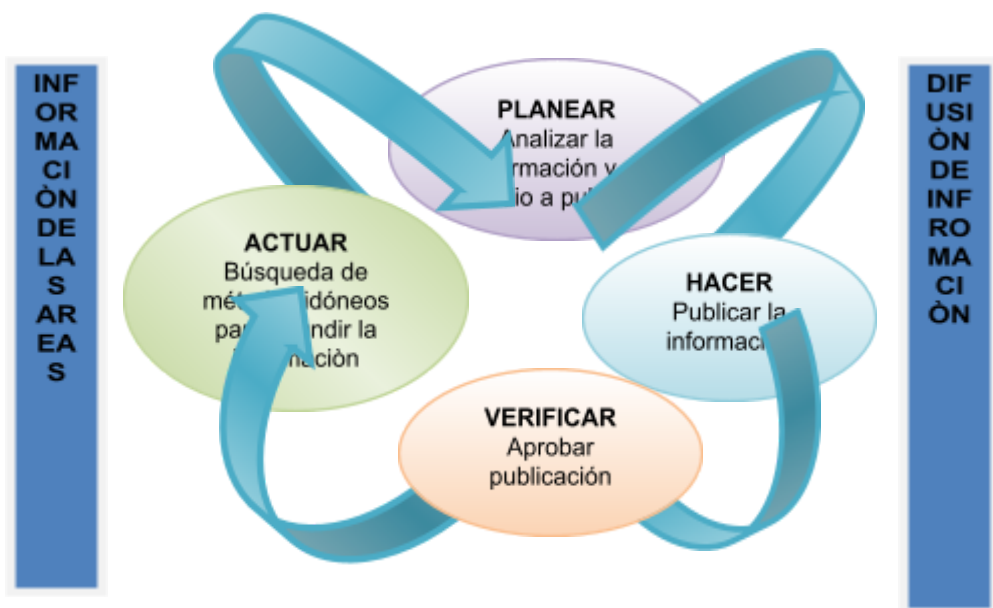 INF
OR
MA
CI
ÒN
DE
LA
S
AR
EA
S
PLANEAR
Analizar la
ACTUAR
Búsqueda de
idóneos
la
HACER
Publicar la
VERIFICAR
Aprobar
publicación
DIF
USI
ÒN
DE
INF
RO
MA
CI
ÒN